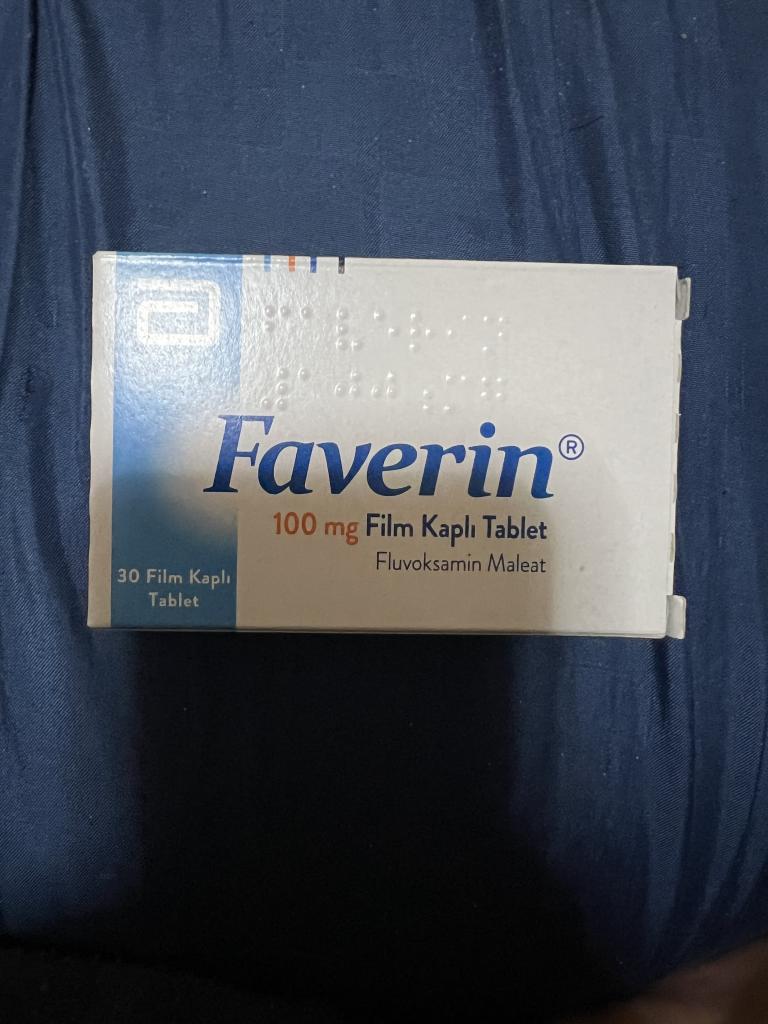 Faverin®
100 mg Film Kaplı Tablet
Fluvoksamin Maleat
30 Film Kaplı
Tablet